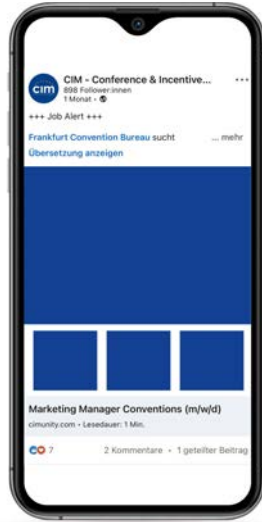 cim
CIM - Conference & Incentive... ...
898 Follower:innen
1 Monat •
+++ Job Alert +++
Frankfurt Convention Bureau sucht ... mehr
Übersetzung anzeigen
Marketing Manager Conventions (m/w/d)
cimunity.com • Lesedauer: 1 Min.
7 2 Kommentare • 1 geteilter Beitrag